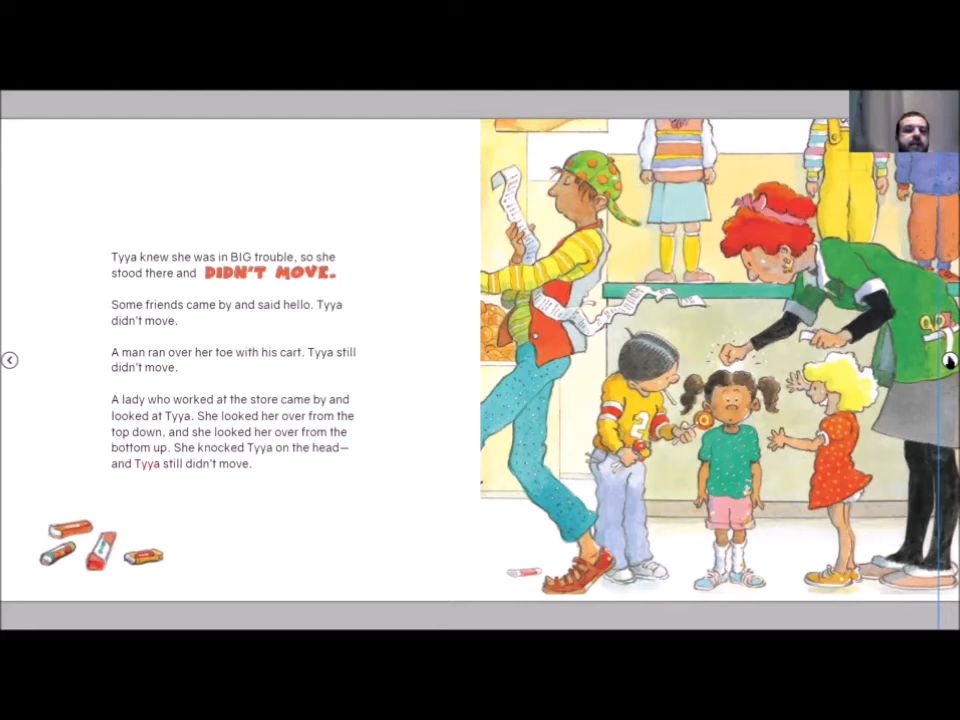 Tyya knew she was in BIG trouble, so she
stood there and DIDN'T MOVE.
Some friends came by and said hello. Tyya
didn't move.
A man ran over her toe with his cart. Tyya still
didn't move.
A lady who worked at the store came by and
looked at Tyya. She looked her over from the
top down, and she looked her over from the
bottom up. She knocked Tyya on the head—
and Tyya still didn't move.
2